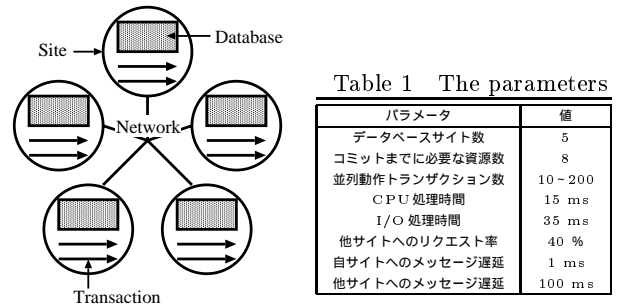 Database
Site
Network
Transaction
Table 1 The parameters
パラメータ 値
データベースサイト数 5
コミットまでに必要な資源数 8
並列動作トランザクション数 10~200
CPU処理時間 15 ms
I/O 処理時間 35 ms
他サイトへのリクエスト率 40 %
自サイトへのメッセージ遅延 1 ms
他サイトへのメッセージ遅延 100 ms